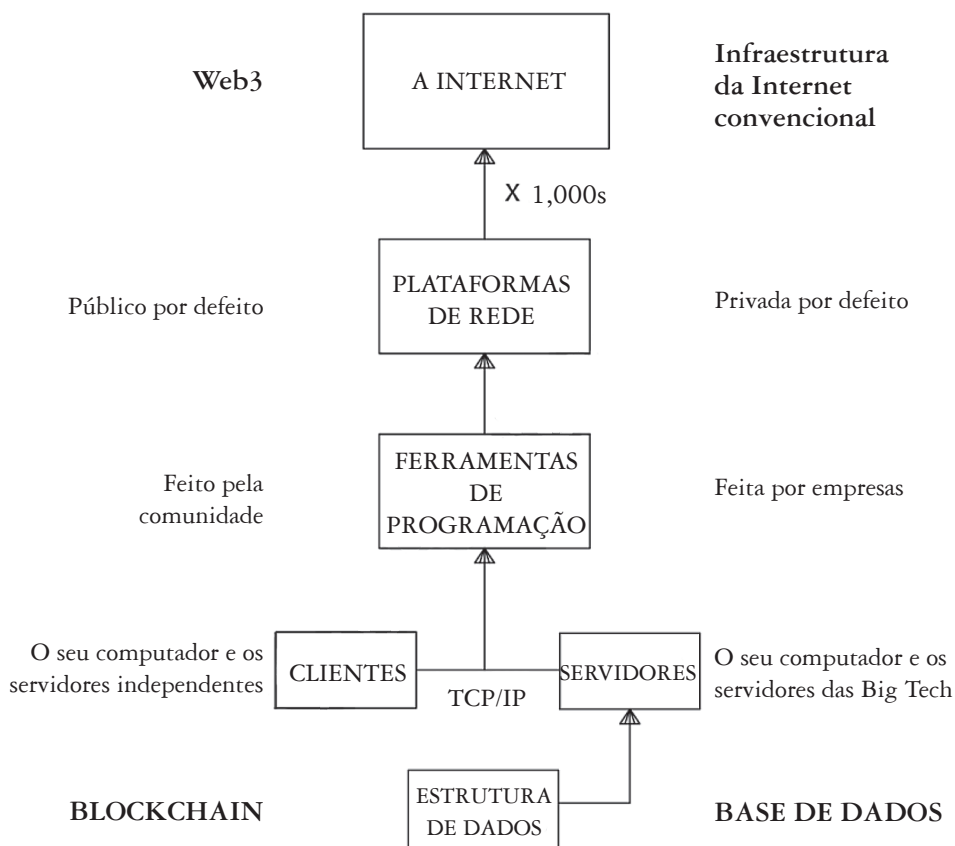 Web3
A INTERNET
Infraestrutura
da Internet
convencional
X 1,000s
Público por defeito
PLATAFORMAS
DE REDE
Privada por defeito
Feito pela
comunidade
FERRAMENTAS
DE
PROGRAMAÇÃO
Feita por empresas
O seu computador e os
servidores independentes
CLIENTES
TCP/IP
SERVIDORES
O seu computador e os
servidores das Big Tech
BLOCKCHAIN
ESTRUTURA
DE DADOS
BASE DE DADOS